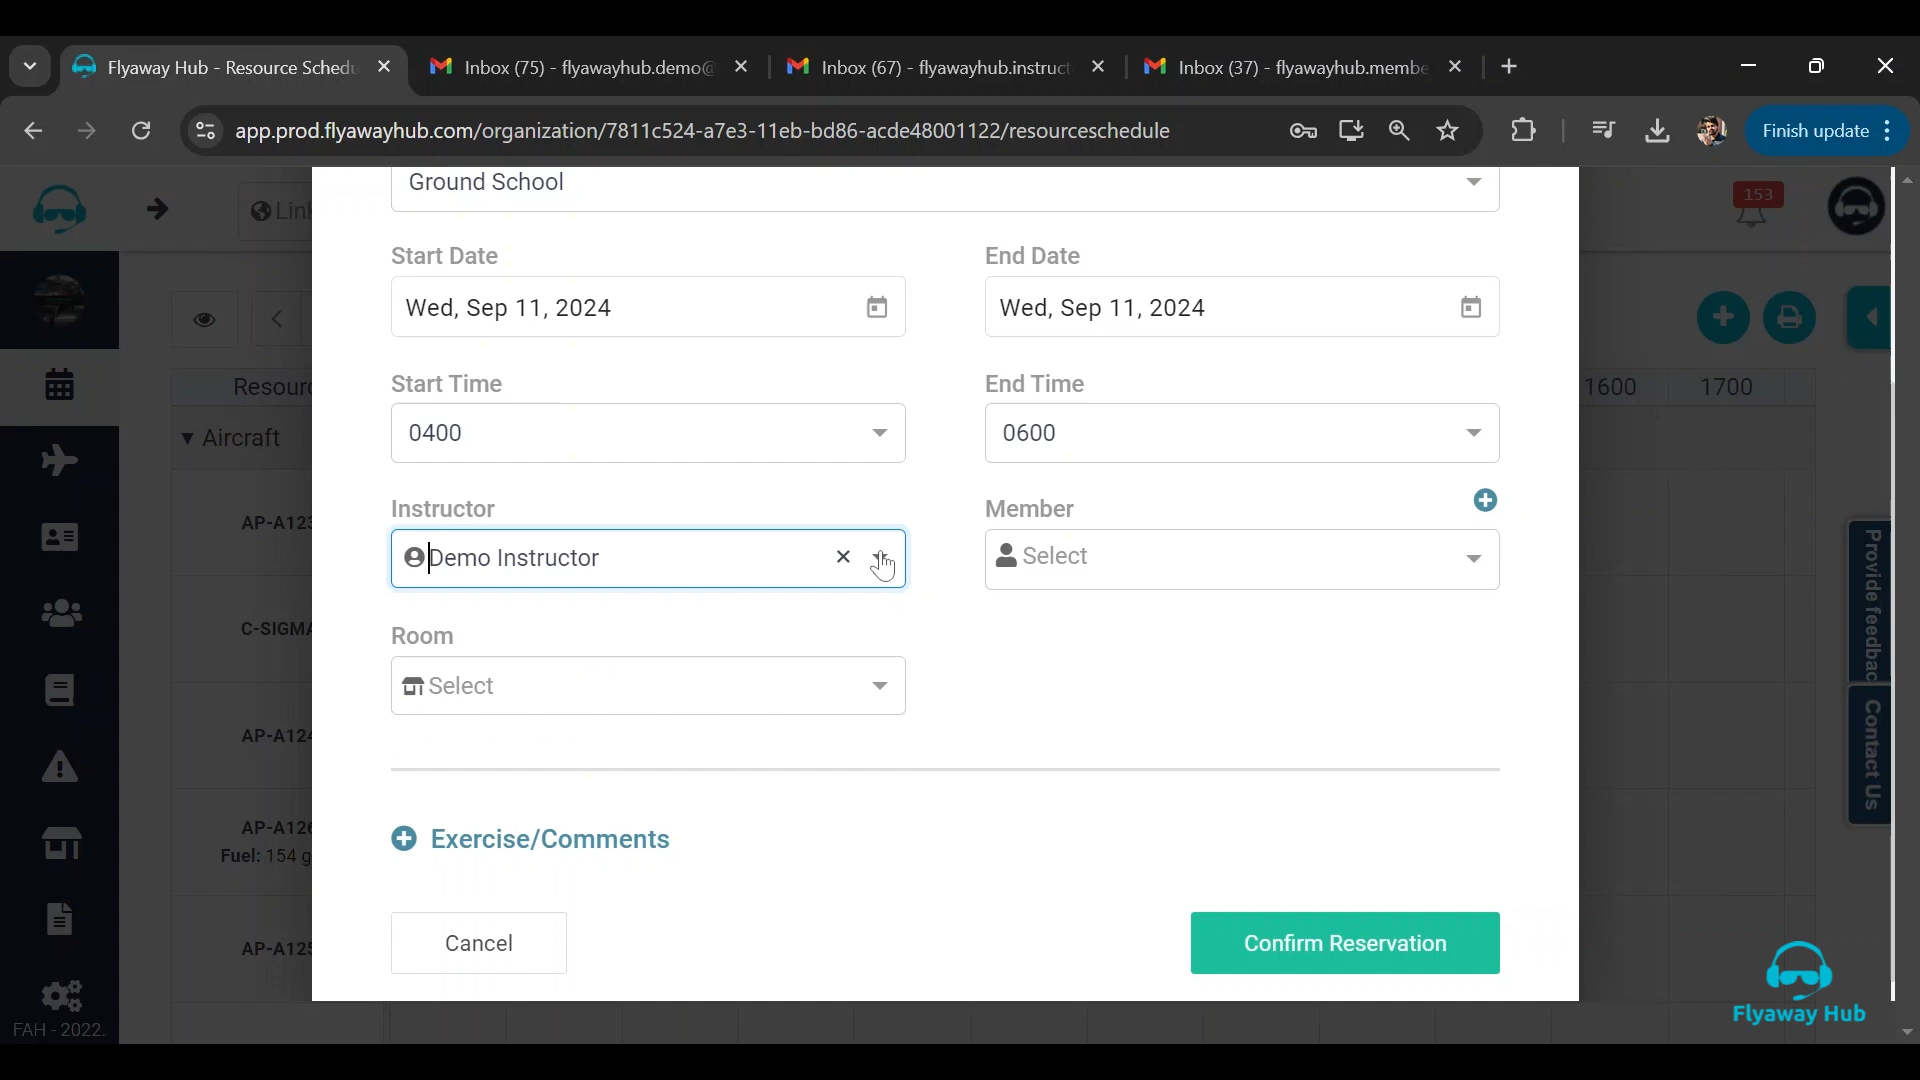 Flyaway Hub - Resource Schedu
Inbox (75) - flyawayhub.demo@
Inbox (67) - flyawayhub.instruct
Inbox (37) - flyawayhub.membe
app.prod.flyawayhub.com/organization/7811c524-a7e3-11eb-bd86-acde48001122/resourceschedule
Finish update
Ground School
Link
153
Start Date
End Date
Wed, Sep 11, 2024
Wed, Sep 11, 2024
Start Time
End Time
Resour
1600
1700
0400
0600
Aircraft
Instructor
Member
AP-A123
Demo Instructor
Select
C-SIGMA
Room
Select
Provide feedbac
AP-A124
Contact Us
AP-A126
Exercise/Comments
Fuel: 154 g
AP-A125
Cancel
Confirm Reservation
Flyaway Hub
FAH - 2022.